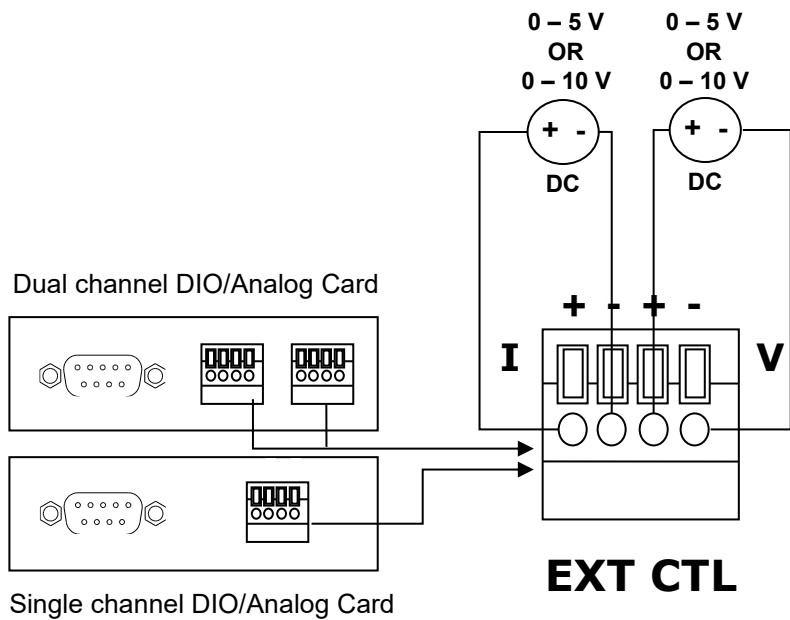 0 – 5 V
OR
0 – 10 V
+ -
DC
0 – 5 V
OR
0 – 10 V
+ -
DC
Dual channel DIO/Analog Card
+ - + -
I V
EXT CTL
Single channel DIO/Analog Card